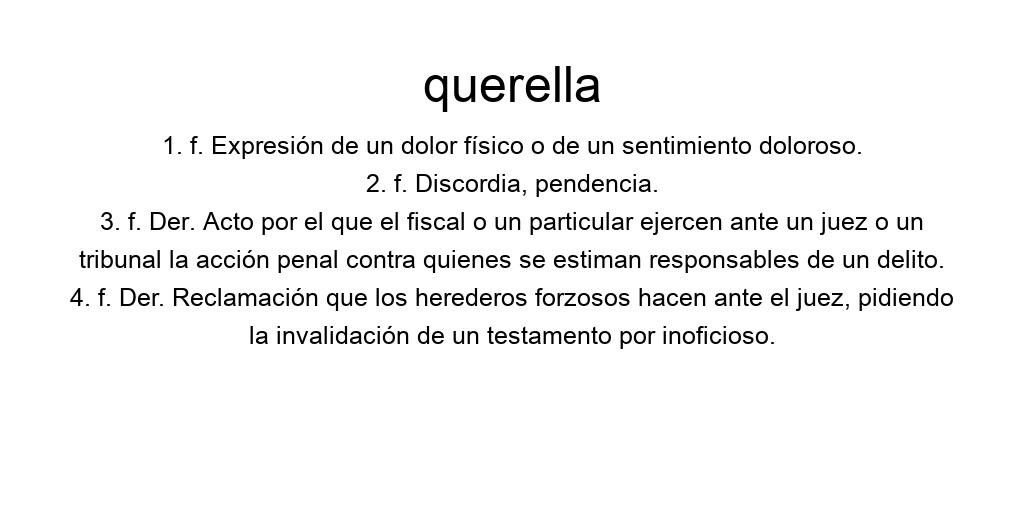 querella
1. f. Expresión de un dolor físico o de un sentimiento doloroso.
2. f. Discordia, pendencia.
3. f. Der. Acto por el que el fiscal o un particular ejercen ante un juez o un
tribunal la acción penal contra quienes se estiman responsables de un delito.
4. f. Der. Reclamación que los herederos forzosos hacen ante el juez, pidiendo
la invalidación de un testamento por inoficioso.